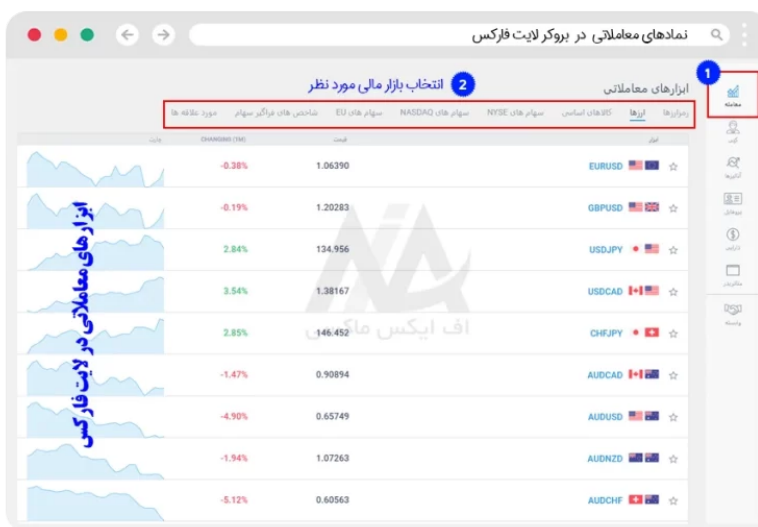 نمادهای معاملاتی در بروکر لایت فارکس
1
معامله
ابزارهای معاملاتی
2 انتخاب بازار مالی مورد نظر
رمزارزها ارزها کالاهای اساسی سهام های NYSE سهام های NASDAQ سهام های EU شاخص های فراگیر سهام مورد علاقه ها
ابزار قیمت CHANGING (1M) چارت
EURUSD 1.06390 -0.38%
GBPUSD 1.20283 -0.19%
USDJPY 134.956 2.84%
USDCAD 1.38167 3.54%
CHFJPY 146.452 2.85%
AUDCAD 0.90894 -1.47%
AUDUSD 0.65749 -4.90%
AUDNZD 1.07263 -1.94%
AUDCHF 0.60563 -5.12%
ابزارهای معاملاتی در لایت فارکس
اف ایکس ماکسی